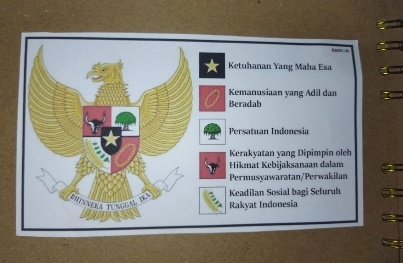 Ketuhanan Yang Maha Esa
Kemanusiaan yang Adil dan
Beradab
Persatuan Indonesia
Kerakyatan yang Dipimpin oleh
Hikmat Kebijaksanaan dalam
Permusyawaratan/Perwakilan
Keadilan Sosial bagi Seluruh
Rakyat Indonesia
BHINNEKA TUNGGAL IKA